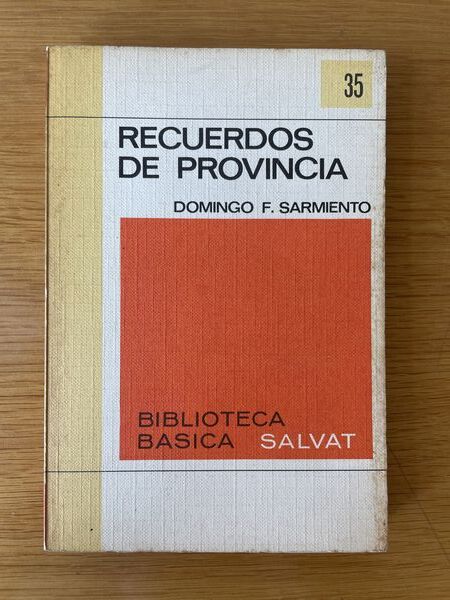 35
RECUERDOS
DE PROVINCIA
DOMINGO F. SARMIENTO
BIBLIOTECA
BASICA SALVAT